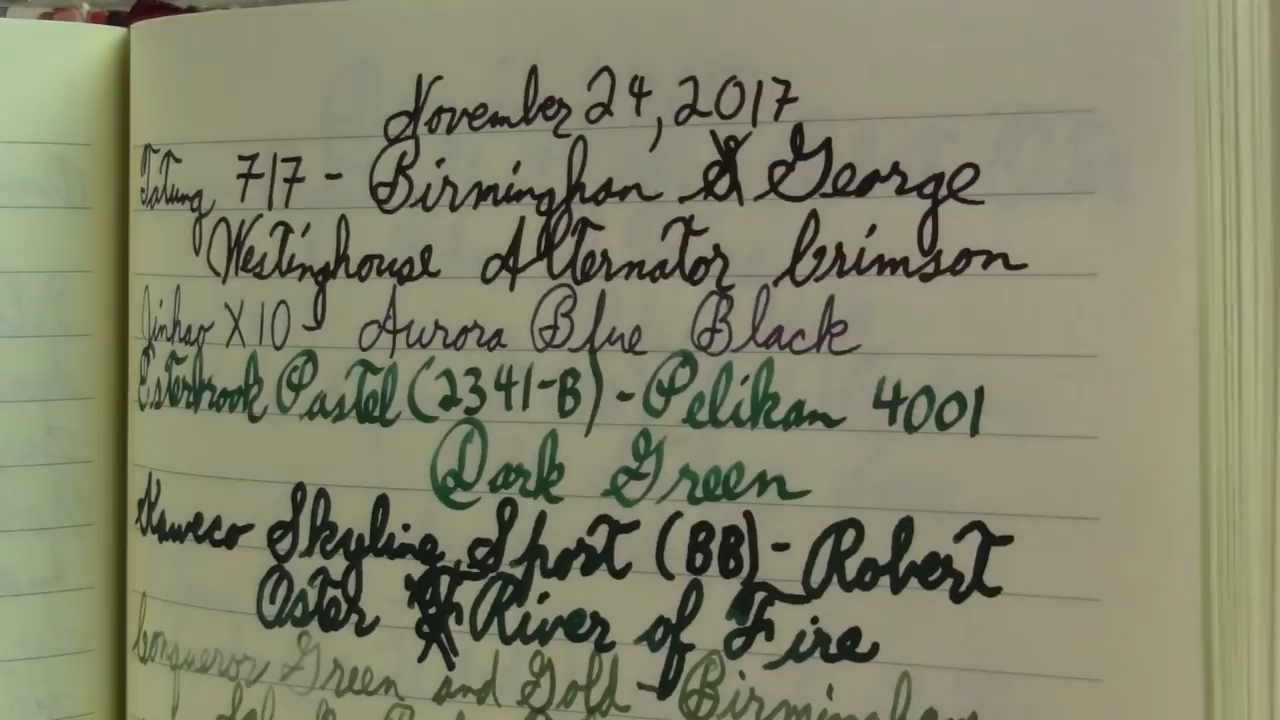 November 24, 2017
Tatung 717 - Birmingham George
Westinghouse Alternator Crimson
Jinhao X10 - Aurora Blue Black
Esterbrook Pastel (2341-B) - Pelikan 4001
Dark Green
Kaweco Skyline Sport (BB) - Robert
Oster River of Fire
Conqueror Green and Gold - Birmingham